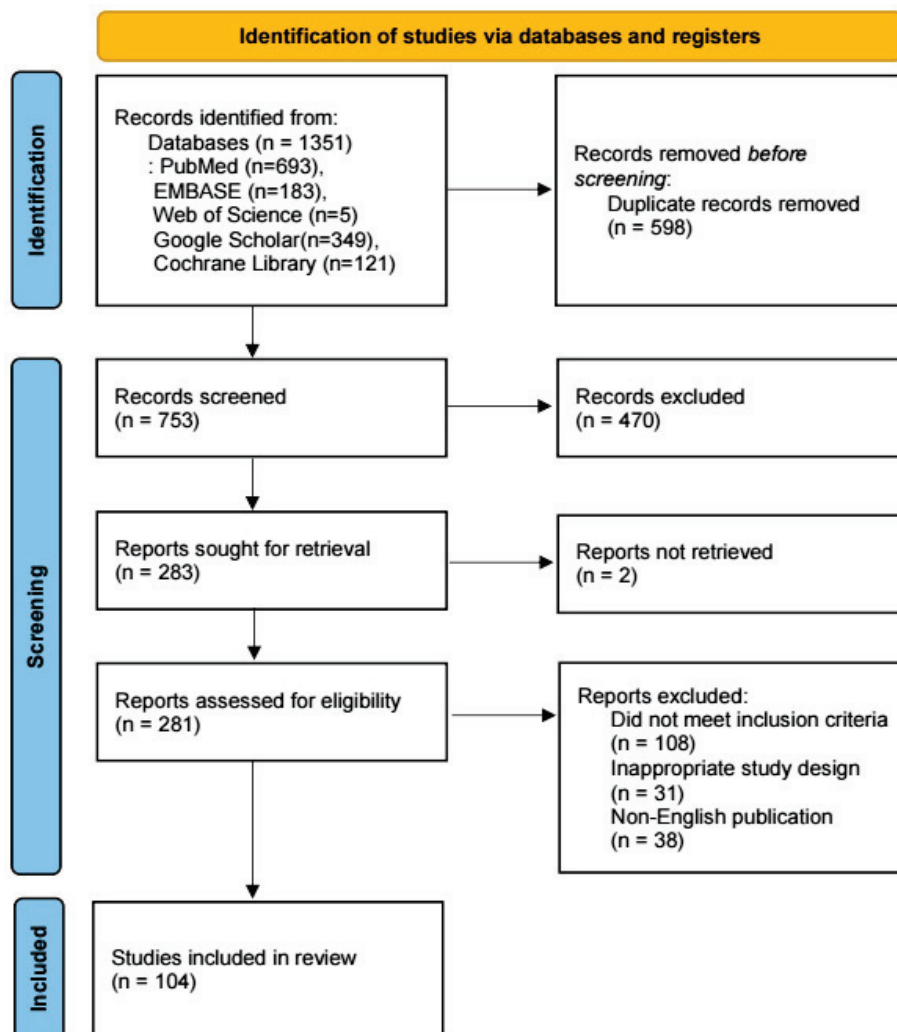 Identification of studies via databases and registers
Identification
Records identified from:
Databases (n = 1351)
: PubMed (n=693),
EMBASE (n=183),
Web of Science (n=5)
Google Scholar(n=349),
Cochrane Library (n=121)
Records removed before
screening:
Duplicate records removed
(n = 598)
Screening
Records screened
(n = 753)
Records excluded
(n = 470)
Reports sought for retrieval
(n = 283)
Reports not retrieved
(n = 2)
Reports assessed for eligibility
(n = 281)
Reports excluded:
Did not meet inclusion criteria
(n = 108)
Inappropriate study design
(n = 31)
Non-English publication
(n = 38)
Included
Studies included in review
(n = 104)